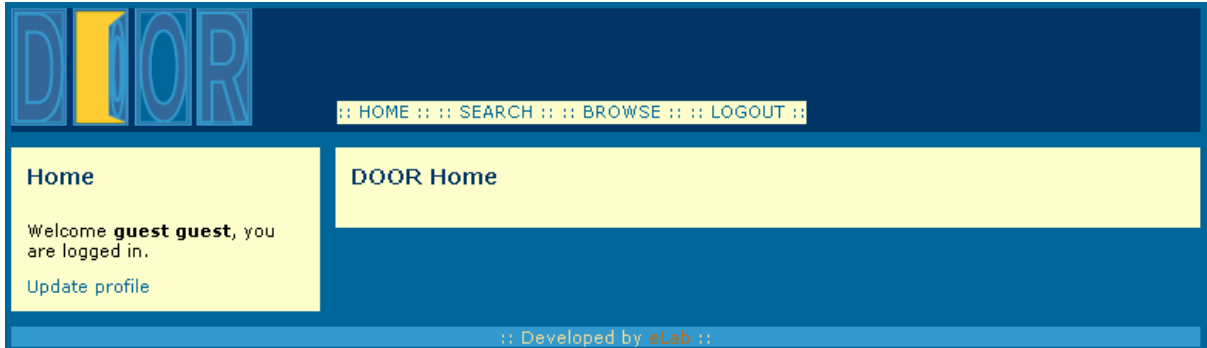 DOOR
:: HOME :: :: SEARCH :: :: BROWSE :: :: LOGOUT ::
Home
Welcome guest guest, you
are logged in.
Update profile
DOOR Home
:: Developed by eLab ::